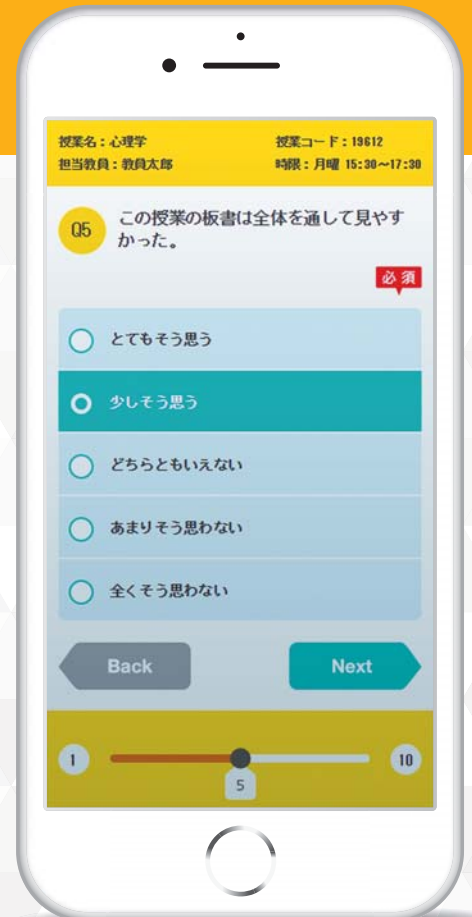 授業名：心理学
授業コード：19612
担当教員：教員太郎
時限：月曜 15:30～17:30
Q5
この授業の板書は全体を通して見やす
かった。
必須
とてもそう思う
少しそう思う
どちらともいえない
あまりそう思わない
全くそう思わない
Back
Next
1
10
5